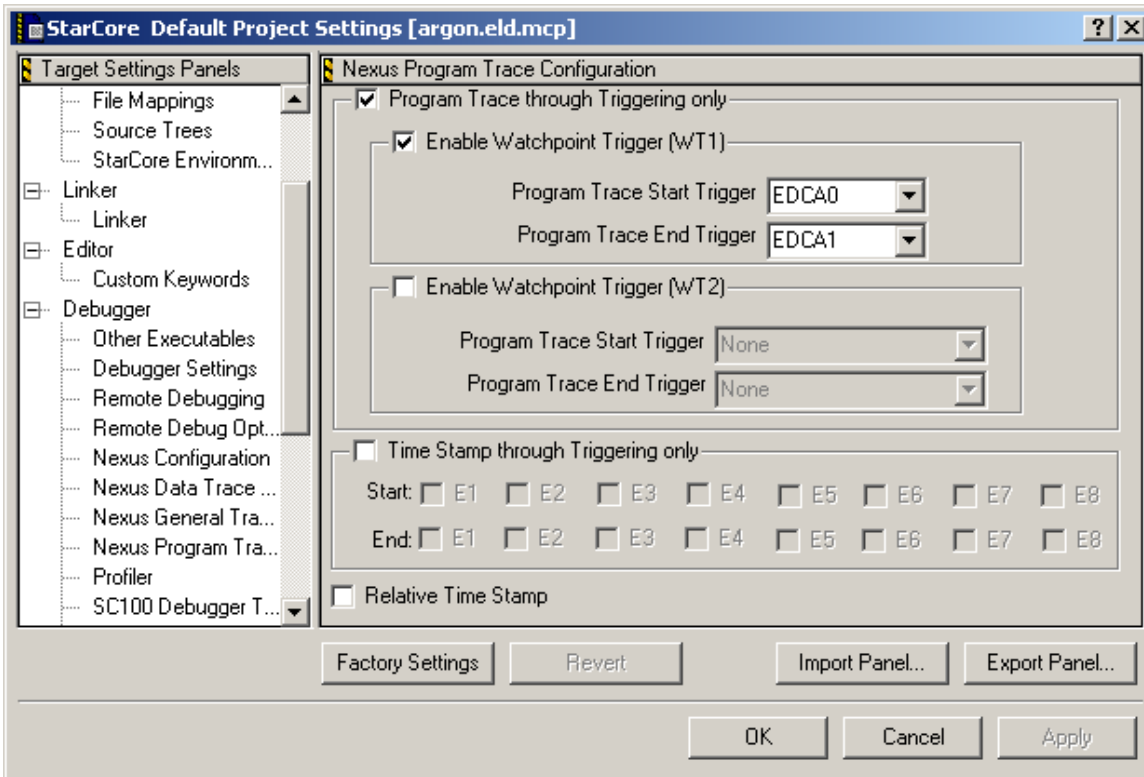 StarCore Default Project Settings [argon.eld.mcp]
Target Settings Panels
File Mappings
Source Trees
StarCore Environm...
Linker
Linker
Editor
Custom Keywords
Debugger
Other Executables
Debugger Settings
Remote Debugging
Remote Debug Opt...
Nexus Configuration
Nexus Data Trace ...
Nexus General Tra...
Nexus Program Tra...
Profiler
SC100 Debugger T...
Nexus Program Trace Configuration
Program Trace through Triggering only
Enable Watchpoint Trigger (WT1)
Program Trace Start Trigger EDCA0
Program Trace End Trigger EDCA1
Enable Watchpoint Trigger (WT2)
Program Trace Start Trigger None
Program Trace End Trigger None
Time Stamp through Triggering only
Start: E1 E2 E3 E4 E5 E6 E7 E8
End: E1 E2 E3 E4 E5 E6 E7 E8
Relative Time Stamp
Factory Settings Revert Import Panel... Export Panel...
OK Cancel Apply